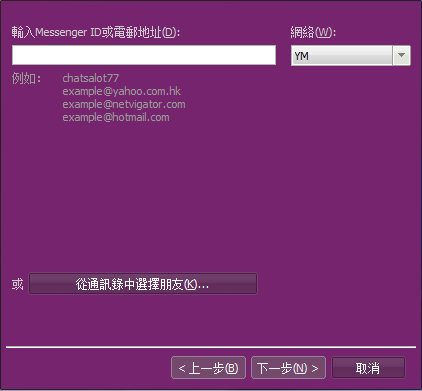 輸入Messenger ID或電郵地址(D):
網絡(W):
YM
例如: chatsalot77
example@yahoo.com.hk
example@netvigator.com
example@hotmail.com
或 從通訊錄中選擇朋友(K)...
< 上一步(B) 下一步(N) > 取消